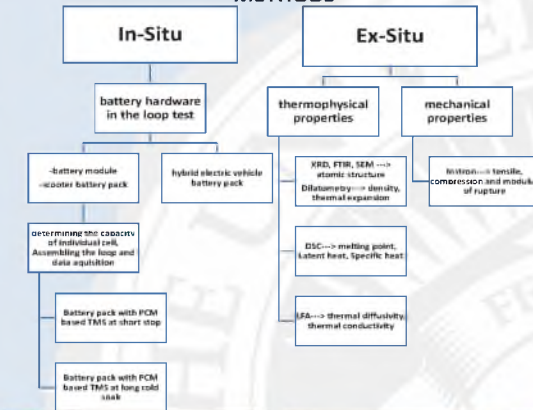 In-Situ
Ex-Situ
battery hardware
in the loop test
thermophysical
properties
mechanical
properties
-battery module
-scooter battery pack
hybrid electric vehicle
battery pack
XRD, FTIR, SEM --->
atomic structure
Dilatometry---> density,
thermal expansion
Instron---> tensile,
compression and modulu
of rupture
determining the capacity
of individual cell,
Assembling the loop and
data aquisition
DSC---> melting point,
Latent heat, Specific heat
Battery pack with PCM
based TMS at short stop
LFA---> thermal diffusivity,
thermal conductivity
Battery pack with PCM
based TMS at long cold
soak